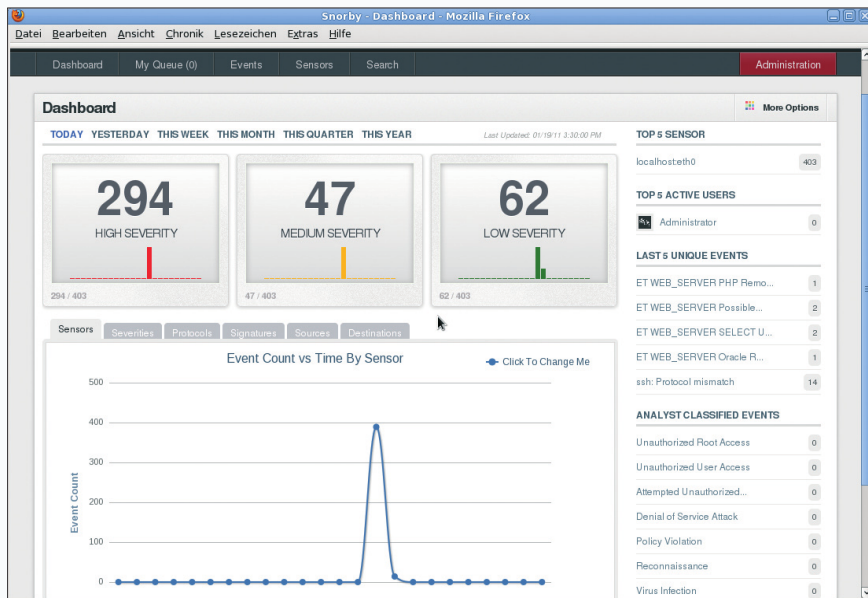 Snorby - Dashboard - Mozilla Firefox
Datei Bearbeiten Ansicht Chronik Lesezeichen Extras Hilfe
Dashboard My Queue (0) Events Sensors Search Administration
Dashboard
More Options
TODAY YESTERDAY THIS WEEK THIS MONTH THIS QUARTER THIS YEAR
Last Updated: 01/19/11 3:30:00 PM
294
HIGH SEVERITY
294 / 403
47
MEDIUM SEVERITY
47 / 403
62
LOW SEVERITY
62 / 403
Sensors Severities Protocols Signatures Sources Destinations
Event Count vs Time By Sensor
Click To Change Me
Event Count
500
400
300
200
100
0
TOP 5 SENSOR
localhost:eth0 403
TOP 5 ACTIVE USERS
Administrator 0
LAST 5 UNIQUE EVENTS
ET WEB_SERVER PHP Remo... 1
ET WEB_SERVER Possible... 2
ET WEB_SERVER SELECT U... 2
ET WEB_SERVER Oracle R... 1
ssh: Protocol mismatch 14
ANALYST CLASSIFIED EVENTS
Unauthorized Root Access 0
Unauthorized User Access 0
Attempted Unauthorized... 0
Denial of Service Attack 0
Policy Violation 0
Reconnaissance 0
Virus Infection 0